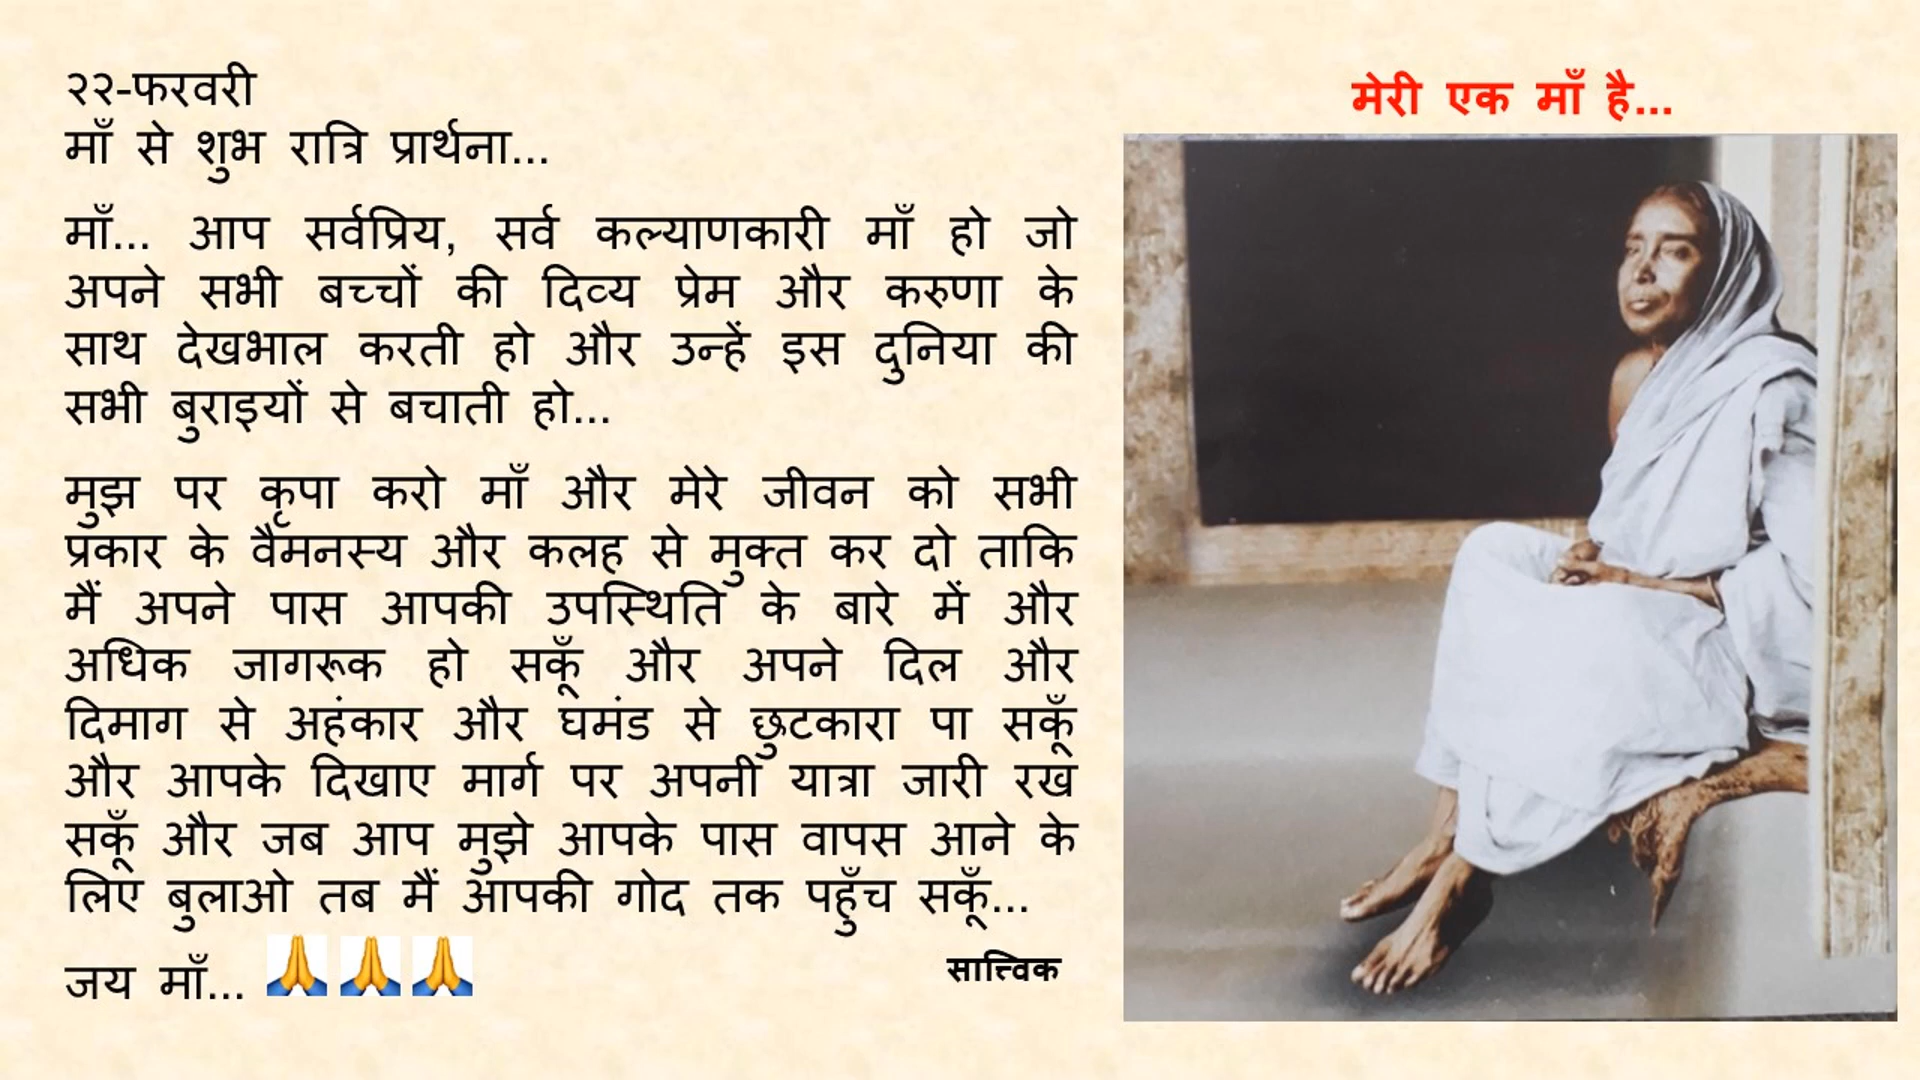 २२-फरवरी
माँ से शुभ रात्रि प्रार्थना...
माँ... आप सर्वप्रिय, सर्व कल्याणकारी माँ हो जो
अपने सभी बच्चों की दिव्य प्रेम और करुणा के
साथ देखभाल करती हो और उन्हें इस दुनिया की
सभी बुराइयों से बचाती हो...
मुझ पर कृपा करो माँ और मेरे जीवन को सभी
प्रकार के वैमनस्य और कलह से मुक्त कर दो ताकि
मैं अपने पास आपकी उपस्थिति के बारे में और
अधिक जागरूक हो सकूँ और अपने दिल और
दिमाग से अहंकार और घमंड से छुटकारा पा सकूँ
और आपके दिखाए मार्ग पर अपनी यात्रा जारी रख
सकूँ और जब आप मुझे आपके पास वापस आने के
लिए बुलाओ तब मैं आपकी गोद तक पहुँच सकूँ...
जय माँ... 🙏🙏🙏
सात्त्विक
मेरी एक माँ है...